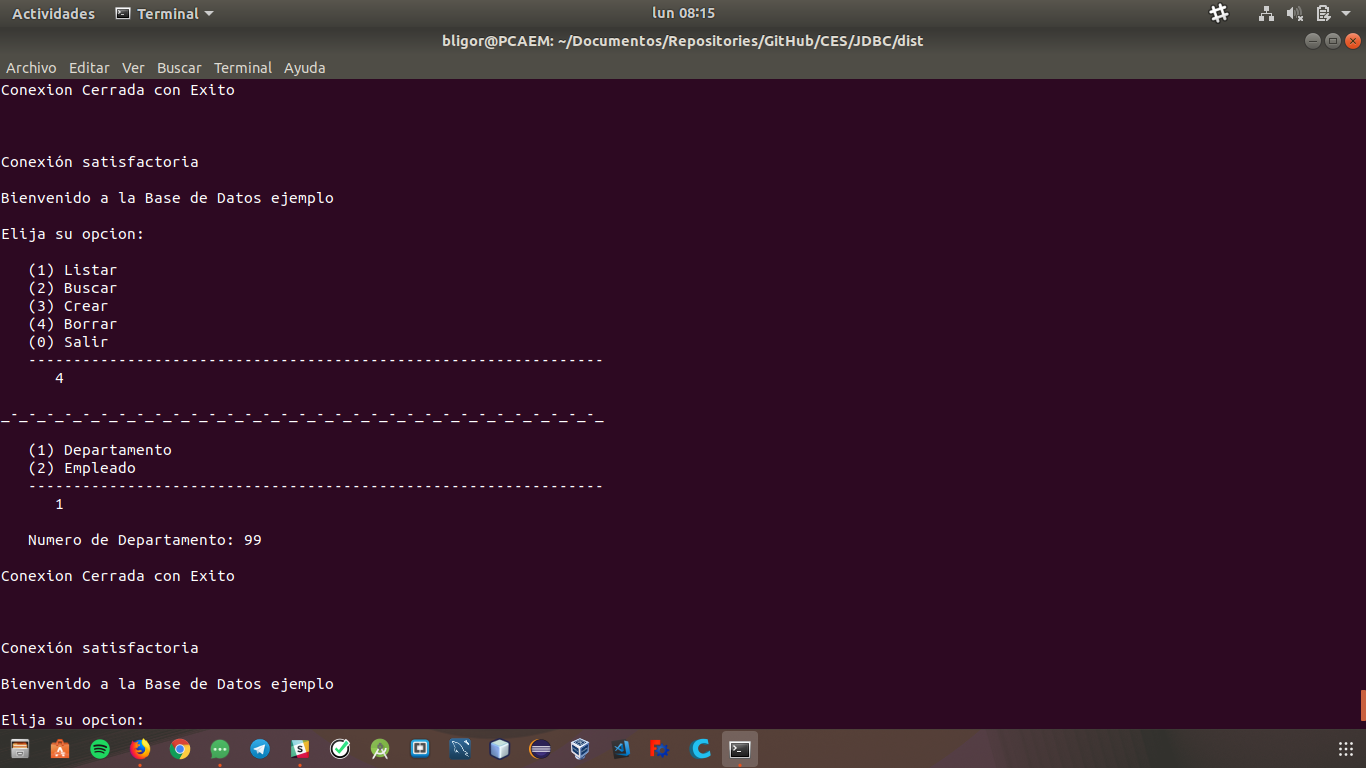 Actividades Terminal lun 08:15
bligor@PCAEM: ~/Documentos/Repositories/GitHub/CES/JDBC/dist
Archivo Editar Ver Buscar Terminal Ayuda
Conexion Cerrada con Exito
Conexión satisfactoria
Bienvenido a la Base de Datos ejemplo
Elija su opcion:
(1) Listar
(2) Buscar
(3) Crear
(4) Borrar
(0) Salir
----------------------------------------------------------------
4
_-_-_-_-_-_-_-_-_-_-_-_-_-_-_-_-_-_-_-_-_-_-_-_-_-_-_-_-_-_-_-_-_-_
(1) Departamento
(2) Empleado
----------------------------------------------------------------
1
Numero de Departamento: 99
Conexion Cerrada con Exito
Conexión satisfactoria
Bienvenido a la Base de Datos ejemplo
Elija su opcion: